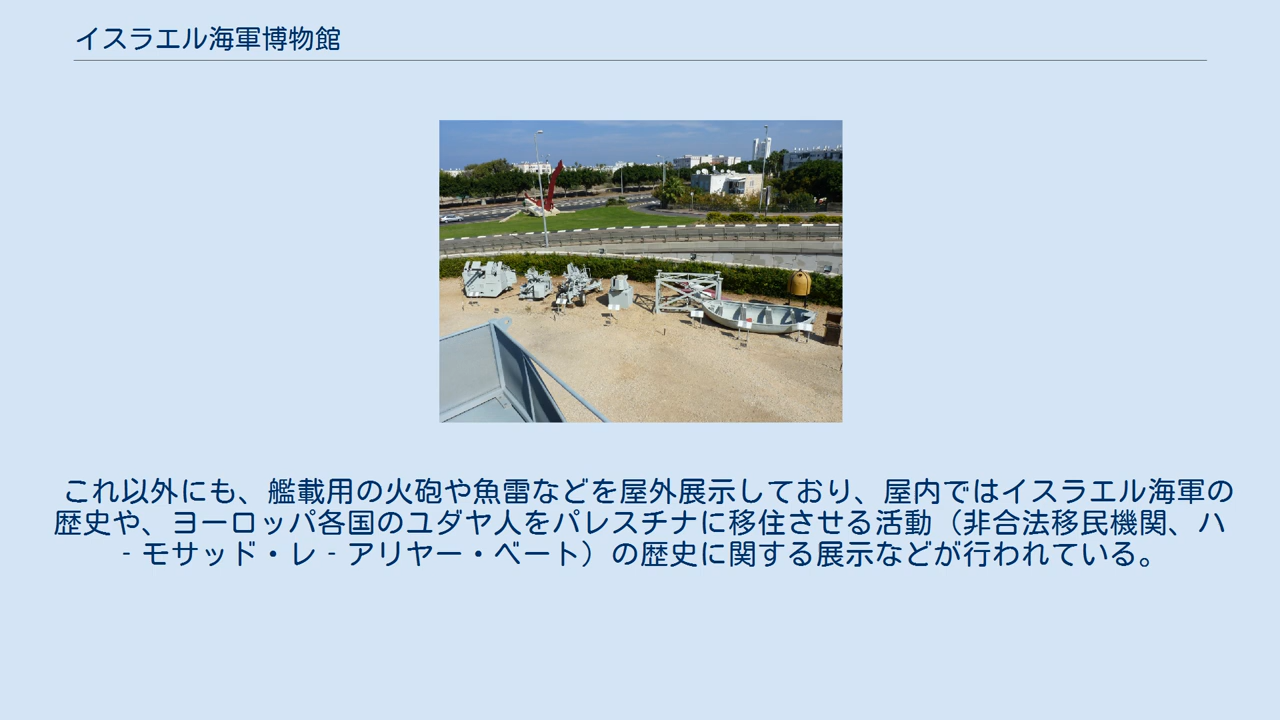 イスラエル海軍博物館
これ以外にも、艦載用の火砲や魚雷などを屋外展示しており、屋内ではイスラエル海軍の
歴史や、ヨーロッパ各国のユダヤ人をパレスチナに移住させる活動（非合法移民機関、ハ
‐モサッド・レ‐アリヤー・ベート）の歴史に関する展示などが行われている。